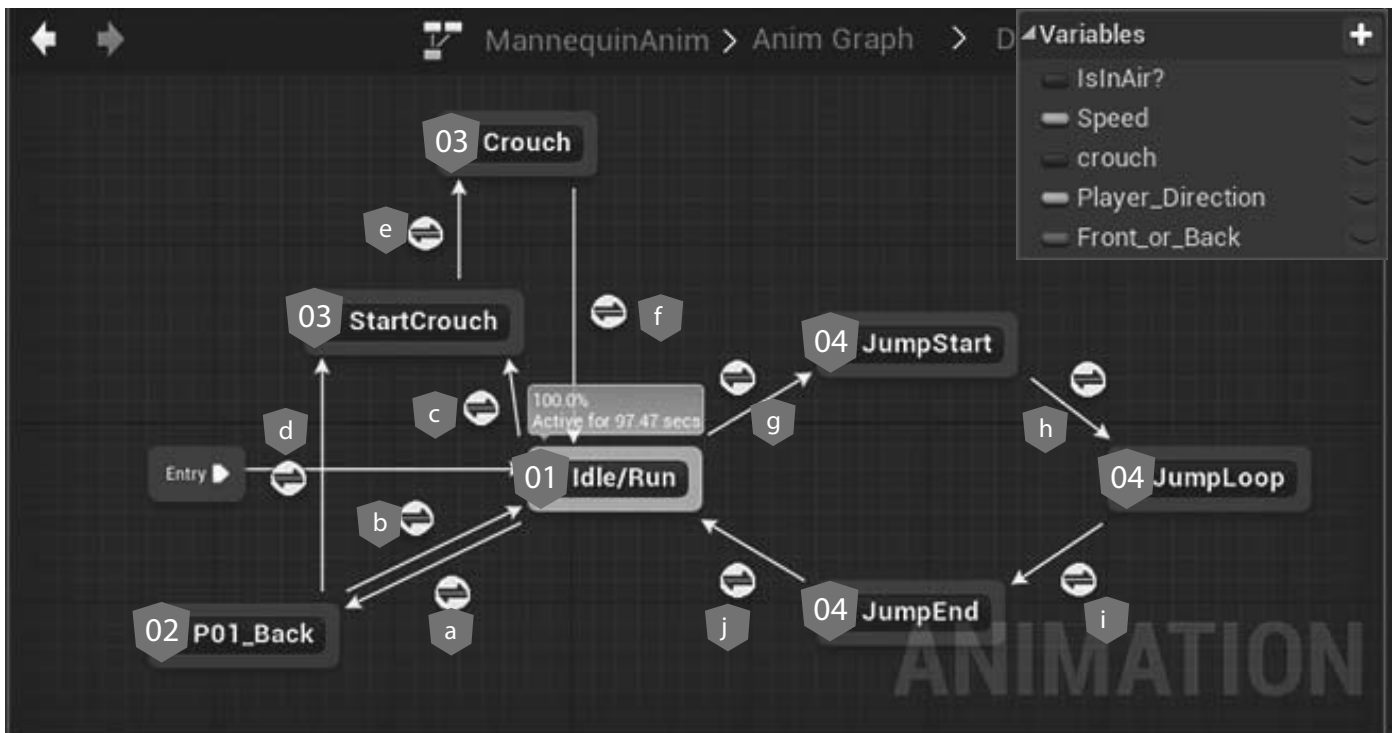 MannequinAnim > Anim Graph > D
Variables +
IsInAir?
Speed
crouch
Player_Direction
Front_or_Back
03 Crouch
e
03 StartCrouch
f
04 JumpStart
100.0%
Active for 97.47 secs
c
g
h
d
Entry
01 Idle/Run
04 JumpLoop
b
a
j
i
02 P01_Back
04 JumpEnd
ANIMATION